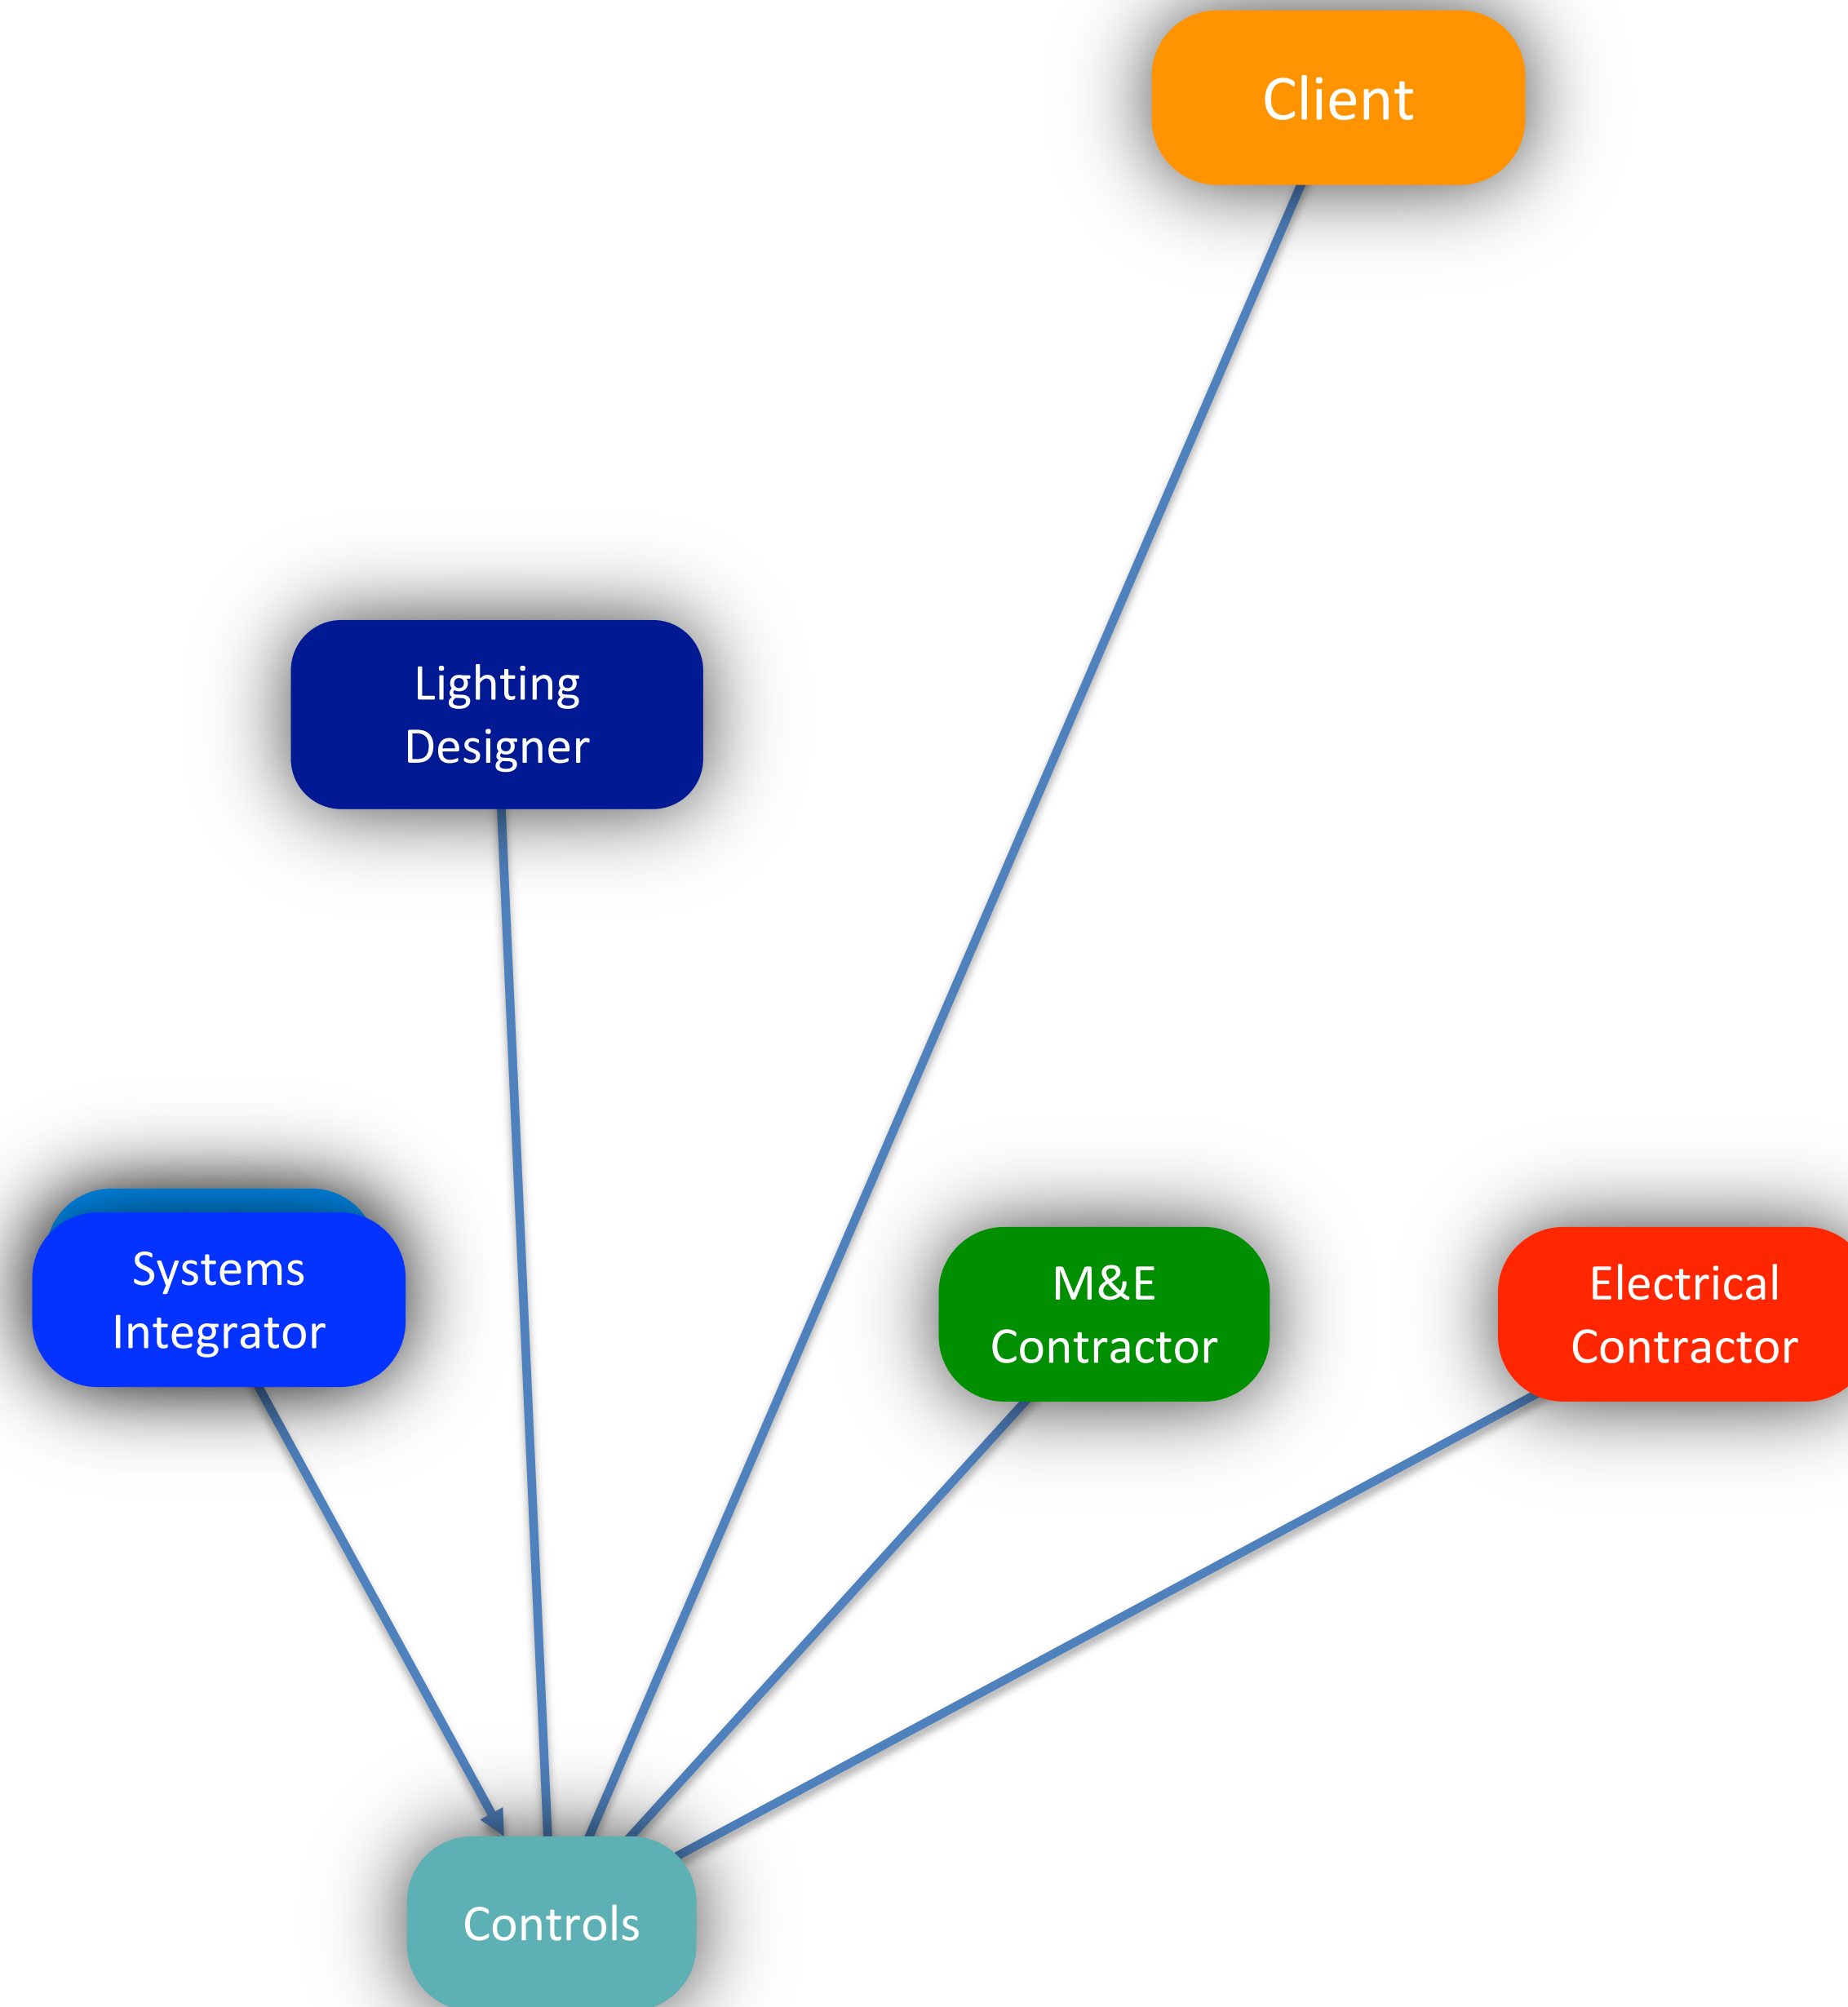 Client
Lighting
Designer
Systems
Integrator
M&E
Contractor
Electrical
Contractor
Controls